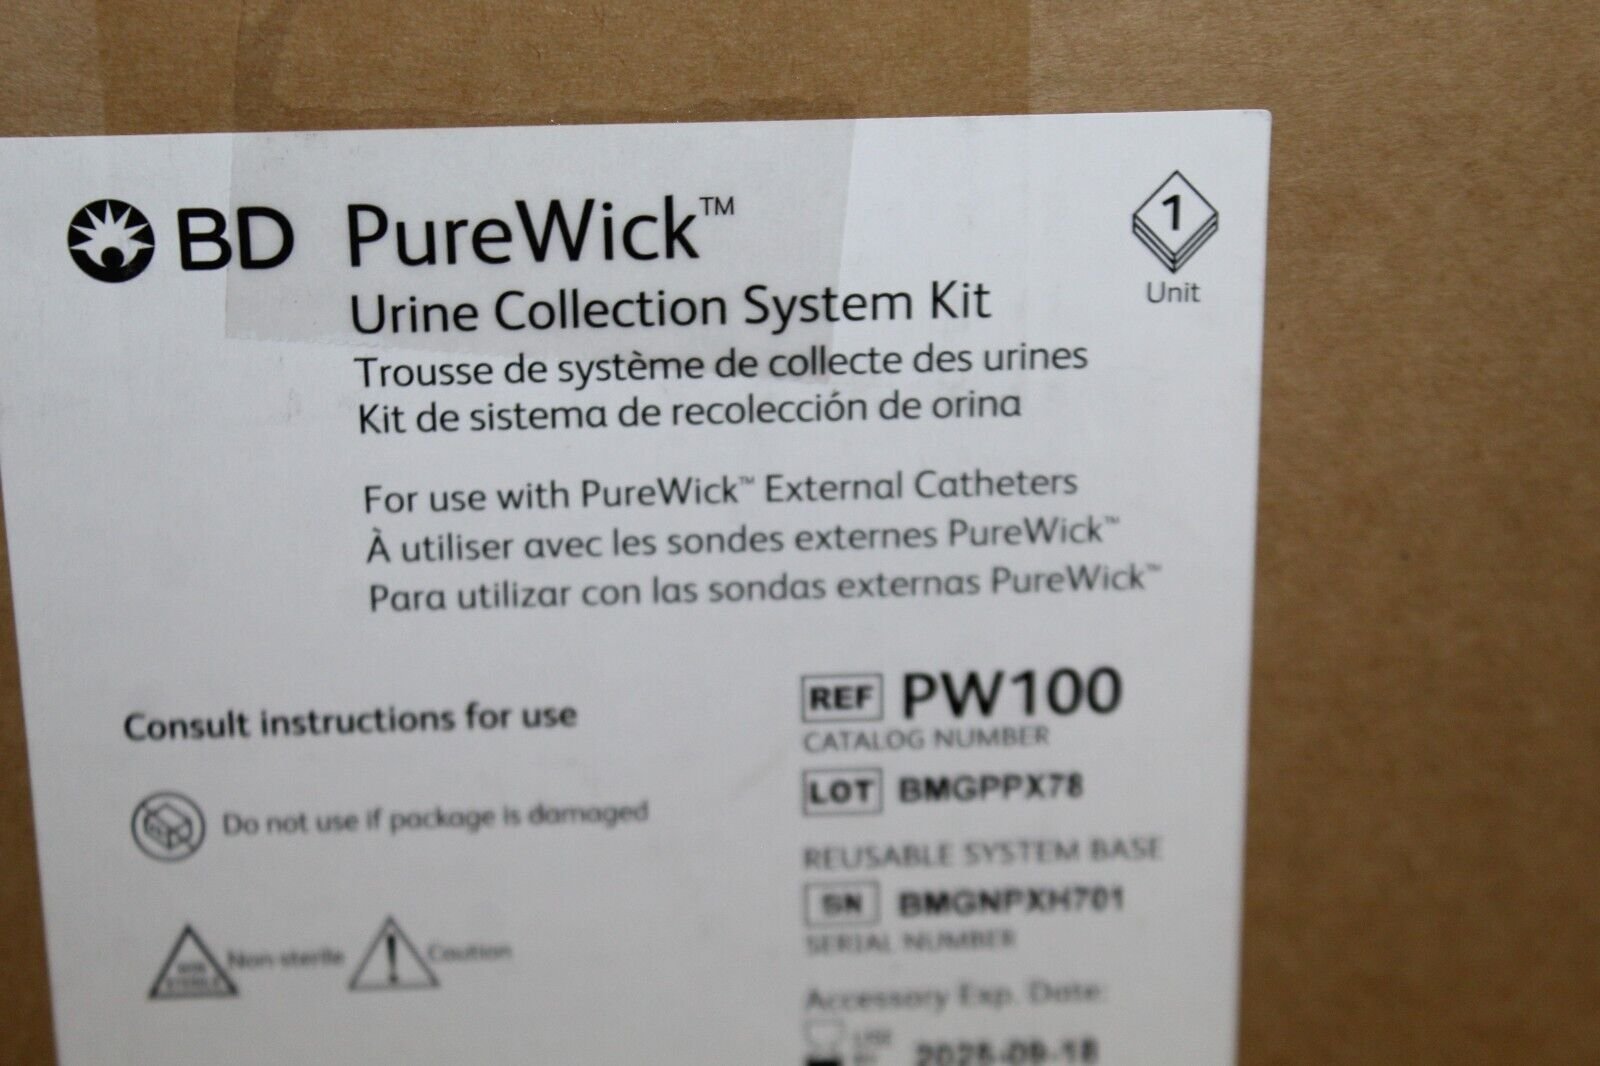 BD PureWick™
1
Unit
Urine Collection System Kit
Trousse de système de collecte des urines
Kit de sistema de recolección de orina
For use with PureWick™ External Catheters
À utiliser avec les sondes externes PureWick™
Para utilizar con las sondas externas PureWick™
Consult instructions for use
Do not use if package is damaged
NON STERILE
Non-sterile
Caution
REF PW100
CATALOG NUMBER
LOT BMGPPX78
REUSABLE SYSTEM BASE
SN BMGNPXH701
SERIAL NUMBER
Accessory Exp. Date: